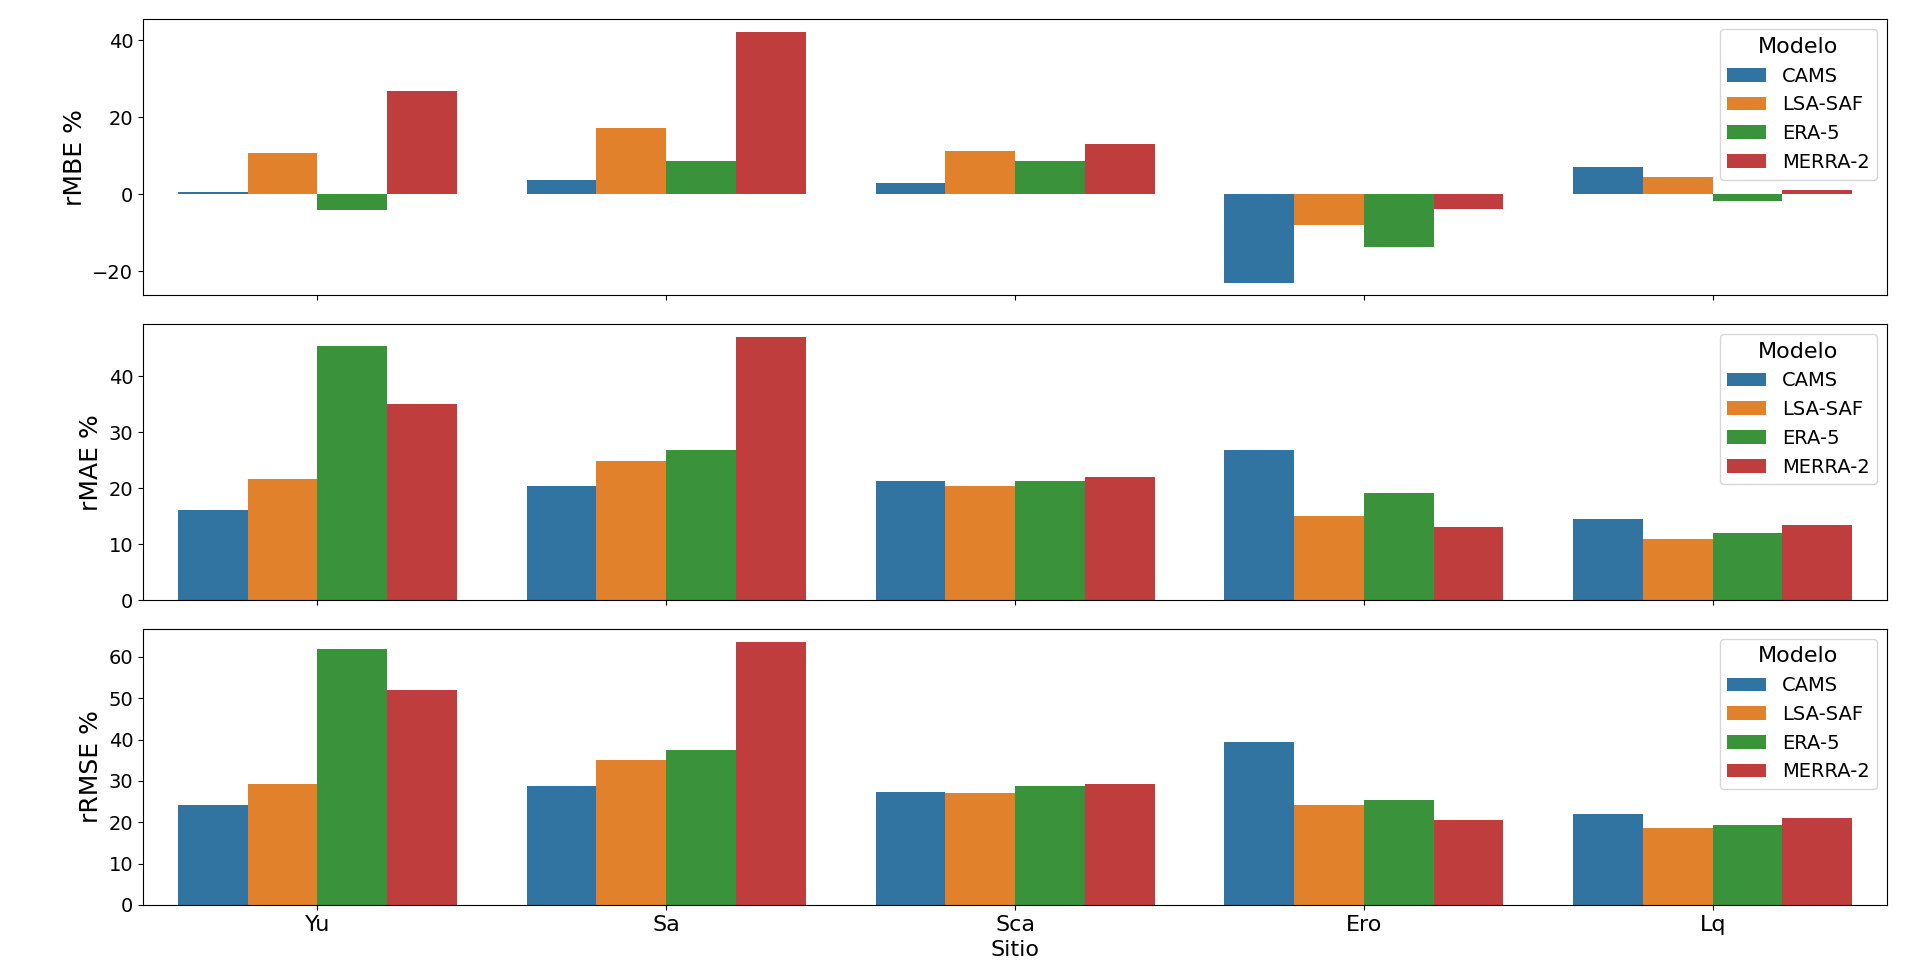 rMBE %
40
20
0
−20
Modelo
CAMS
LSA-SAF
ERA-5
MERRA-2
rMAE %
40
30
20
10
0
Modelo
CAMS
LSA-SAF
ERA-5
MERRA-2
rRMSE %
60
50
40
30
20
10
0
Modelo
CAMS
LSA-SAF
ERA-5
MERRA-2
Yu Sa Sca Ero Lq
Sitio